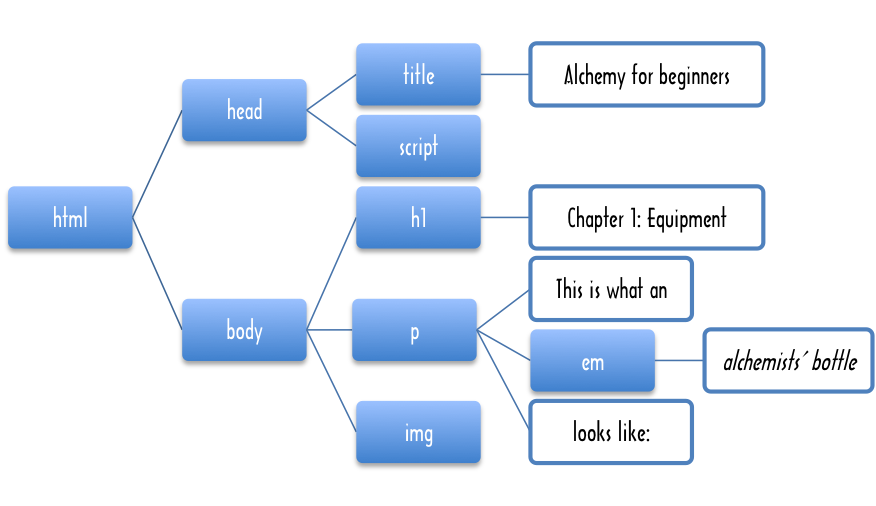 title
Alchemy for beginners
head
script
html
h1
Chapter 1: Equipment
This is what an
body
p
em
alchemists´ bottle
img
looks like: